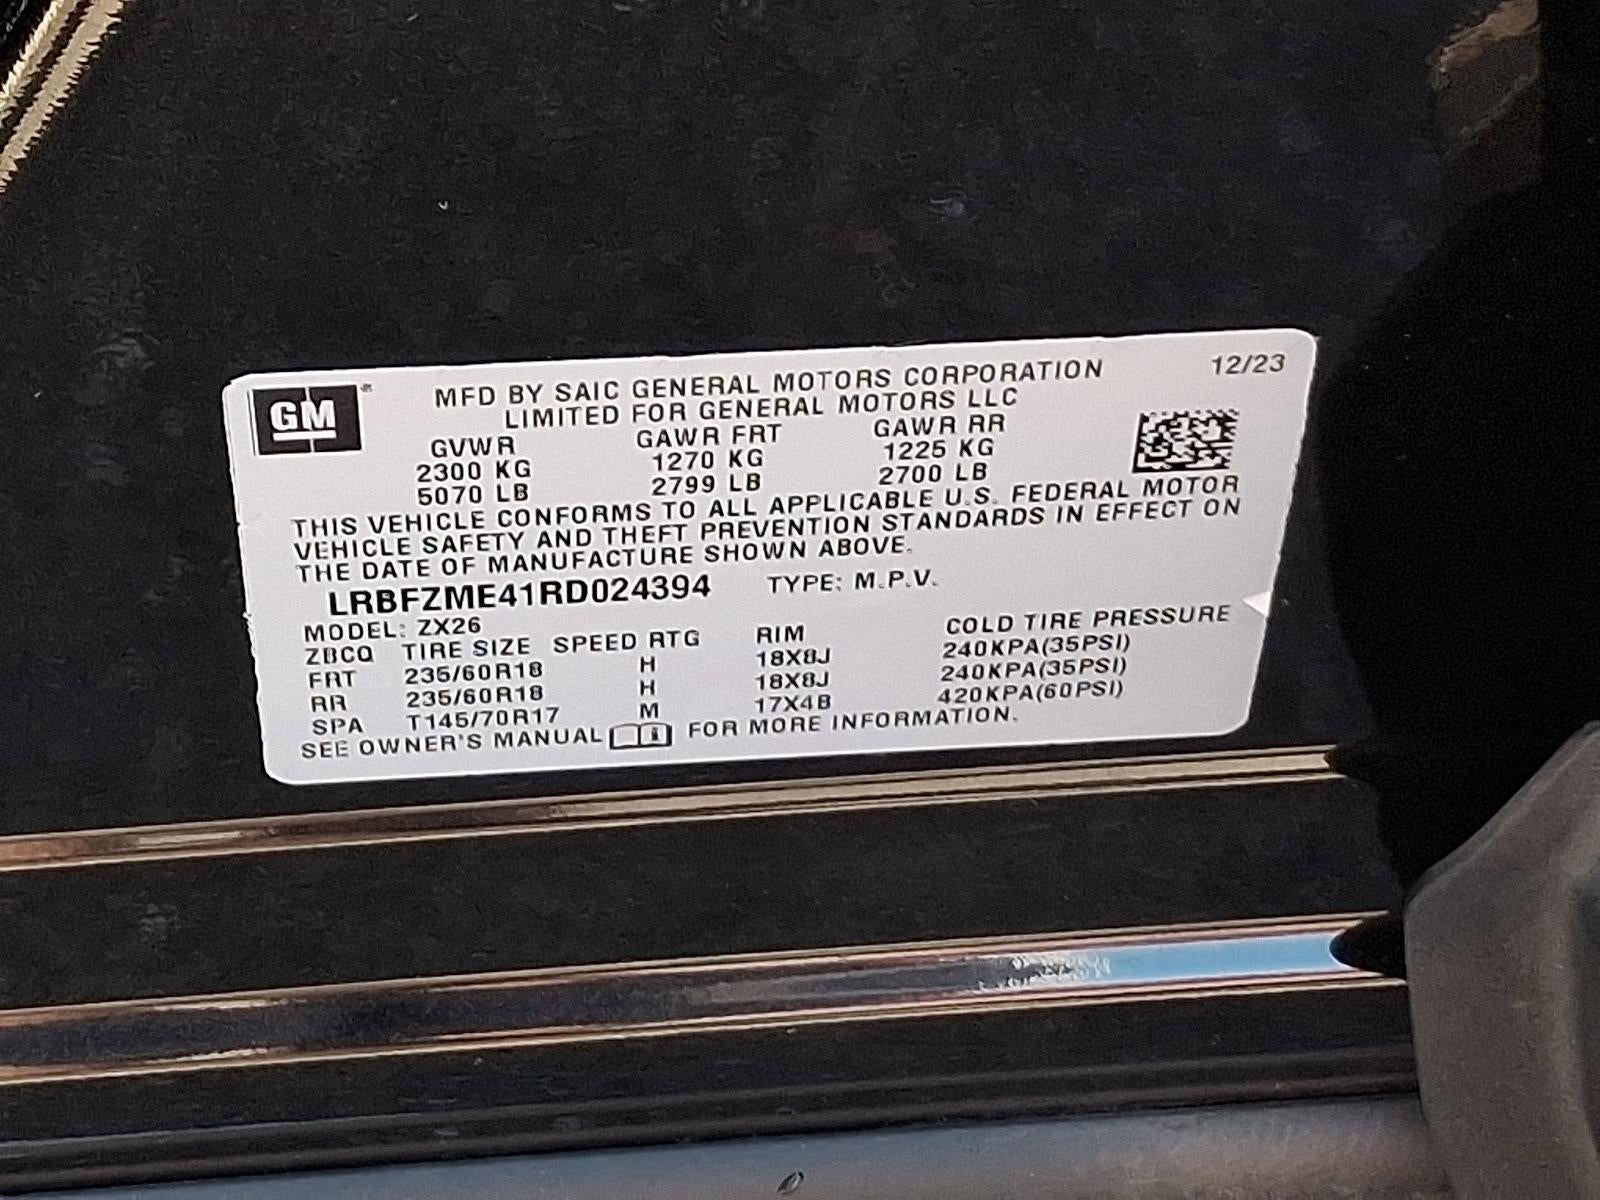 GM®
MFD BY SAIC GENERAL MOTORS CORPORATION 12/23
LIMITED FOR GENERAL MOTORS LLC
GVWR GAWR FRT GAWR RR
2300 KG 1270 KG 1225 KG
5070 LB 2799 LB 2700 LB
THIS VEHICLE CONFORMS TO ALL APPLICABLE U.S. FEDERAL MOTOR
VEHICLE SAFETY AND THEFT PREVENTION STANDARDS IN EFFECT ON
THE DATE OF MANUFACTURE SHOWN ABOVE.
LRBFZME41RD024394 TYPE: M.P.V.
MODEL: ZX26
ZBCQ TIRE SIZE SPEED RTG RIM COLD TIRE PRESSURE
FRT 235/60R18 H 18X8J 240KPA(35PSI)
RR 235/60R18 H 18X8J 240KPA(35PSI)
SPA T145/70R17 M 17X4B 420KPA(60PSI)
SEE OWNER'S MANUAL FOR MORE INFORMATION.